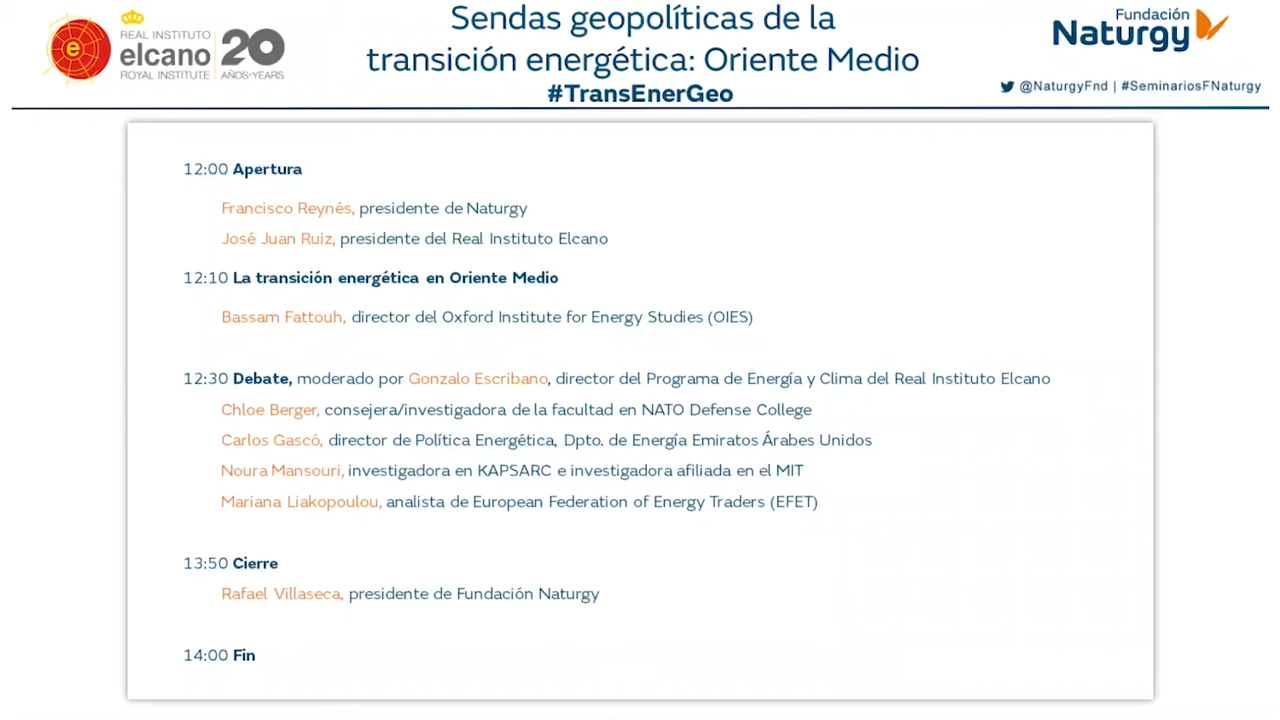 REAL INSTITUTO
elcano
ROYAL INSTITUTE
20
AÑOS·YEARS
Sendas geopolíticas de la
transición energética: Oriente Medio
#TransEnerGeo
Fundación
Naturgy
@NaturgyFnd | #SeminariosFNaturgy
12:00 Apertura
Francisco Reynés, presidente de Naturgy
José Juan Ruiz, presidente del Real Instituto Elcano
12:10 La transición energética en Oriente Medio
Bassam Fattouh, director del Oxford Institute for Energy Studies (OIES)
12:30 Debate, moderado por Gonzalo Escribano, director del Programa de Energía y Clima del Real Instituto Elcano
Chloe Berger, consejera/investigadora de la facultad en NATO Defense College
Carlos Gascó, director de Política Energética, Dpto. de Energía Emiratos Árabes Unidos
Noura Mansouri, investigadora en KAPSARC e investigadora afiliada en el MIT
Mariana Liakopoulou, analista de European Federation of Energy Traders (EFET)
13:50 Cierre
Rafael Villaseca, presidente de Fundación Naturgy
14:00 Fin